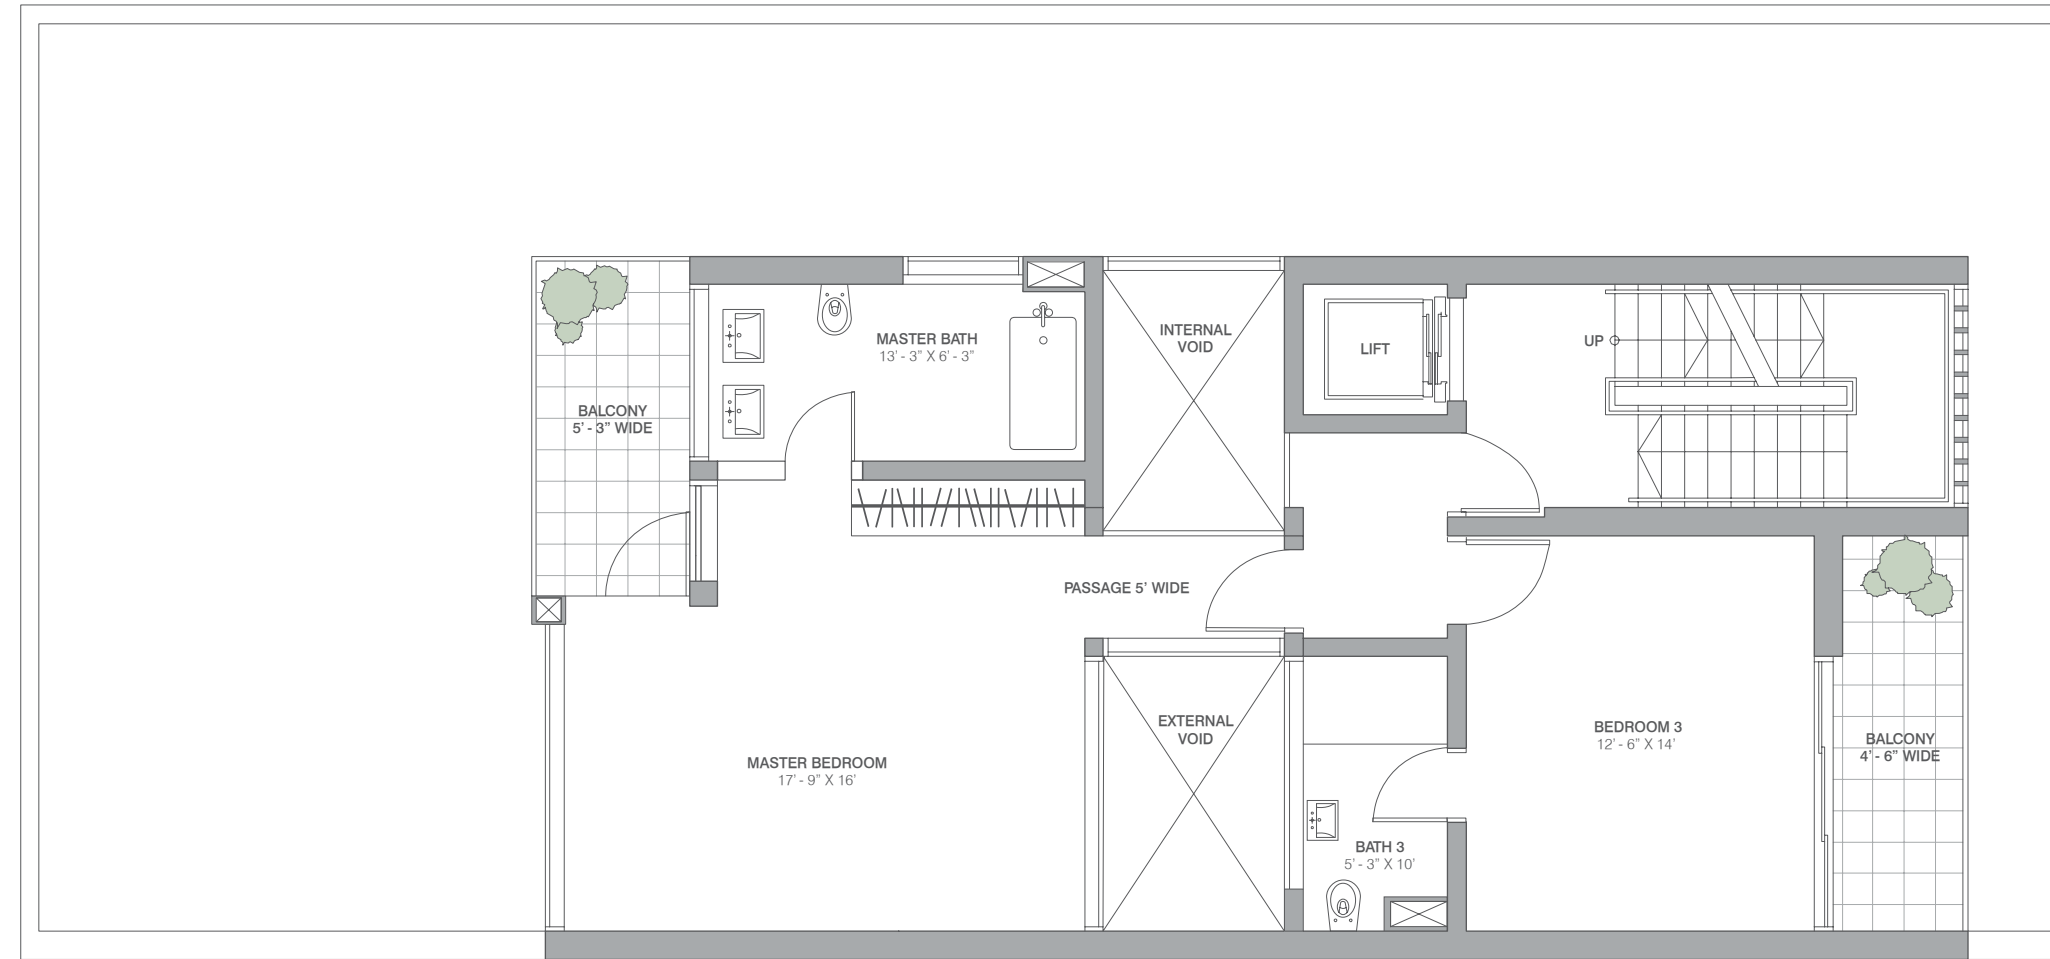 INTERNAL
VOID
MASTER BATH
13’ - 3” X 6’ - 3”
LIFT
UP
BALCONY
5’ - 3” WIDE
PASSAGE 5’ WIDE
EXTERNAL
VOID
BEDROOM 3
12’ - 6” X 14’
BALCONY
4’ - 6” WIDE
MASTER BEDROOM
17’ - 9” X 16’
BATH 3
5’ - 3” X 10’